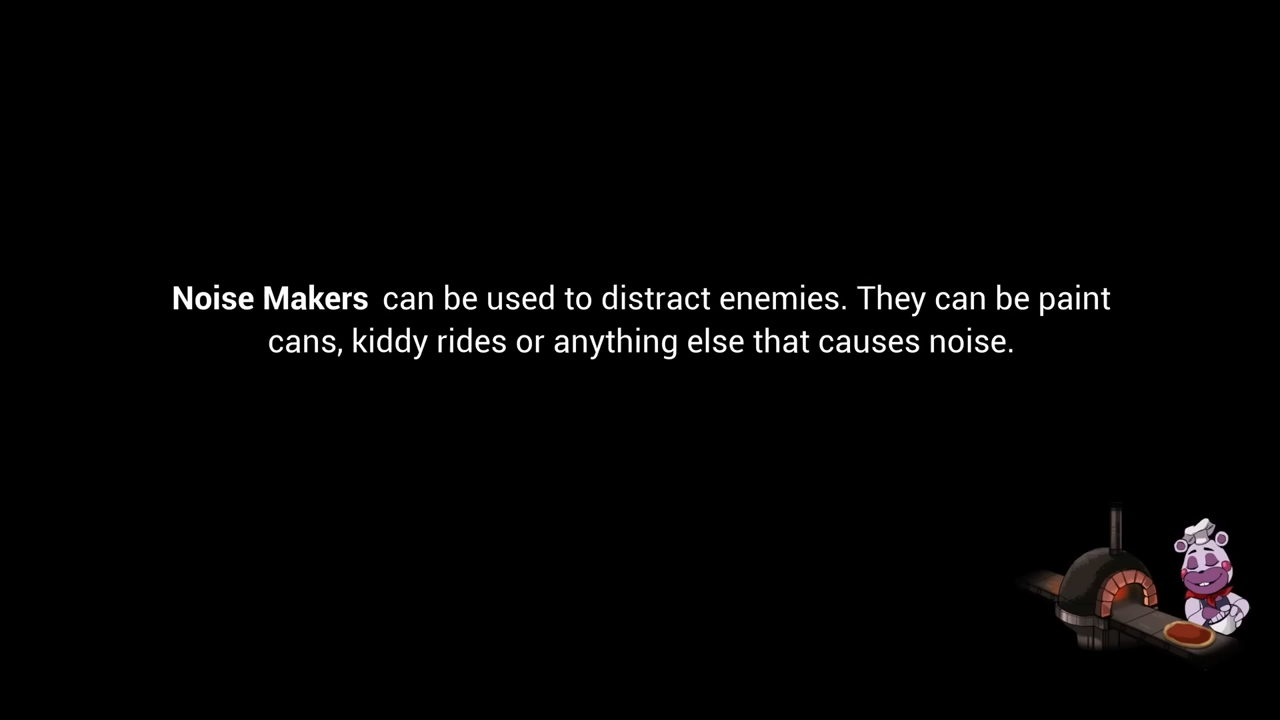 Noise Makers can be used to distract enemies. They can be paint
cans, kiddy rides or anything else that causes noise.